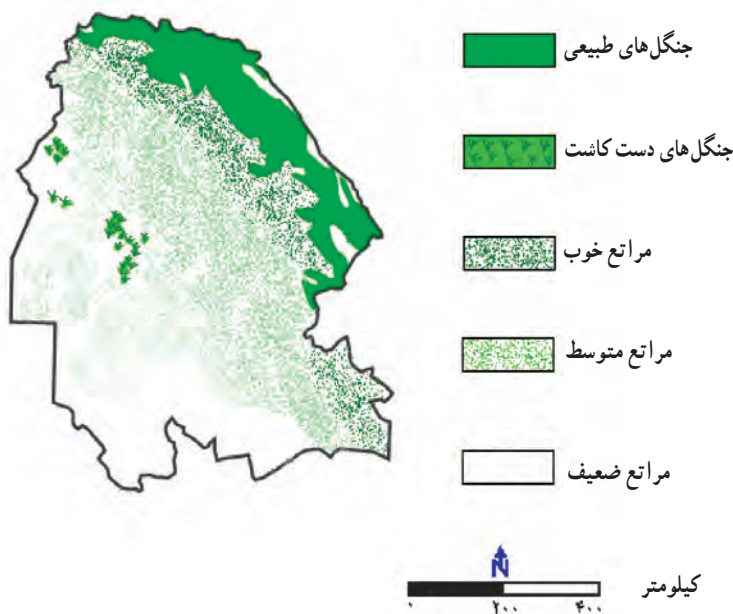 جنگل‌های طبیعی
جنگل‌های دست کاشت
مراتع خوب
مراتع متوسط
مراتع ضعیف
N
کیلومتر
۰ ۲۰۰ ۴۰۰